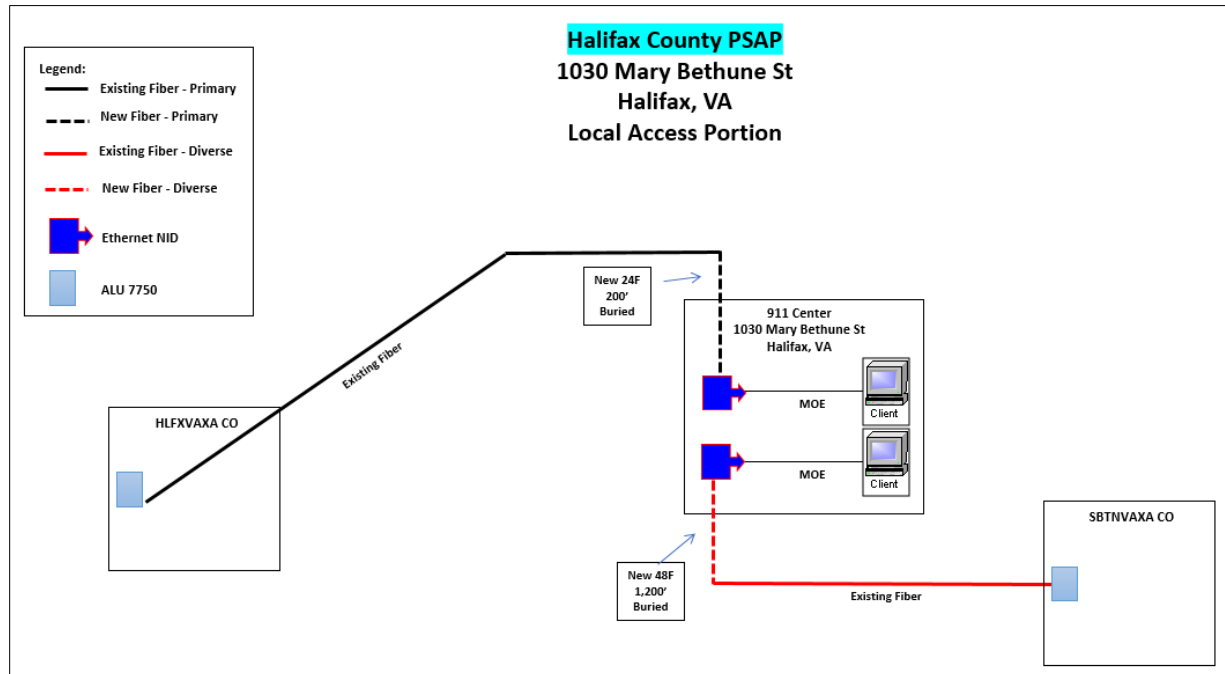 Halifax County PSAP
1030 Mary Bethune St
Halifax, VA
Local Access Portion
Legend:
Existing Fiber - Primary
New Fiber - Primary
Existing Fiber - Diverse
New Fiber - Diverse
Ethernet NID
ALU 7750
New 24F
200'
Buried
911 Center
1030 Mary Bethune St
Halifax, VA
Existing Fiber
MOE
Client
HLFXVAXA CO
MOE
Client
SBTNVAXA CO
New 48F
1,200'
Buried
Existing Fiber